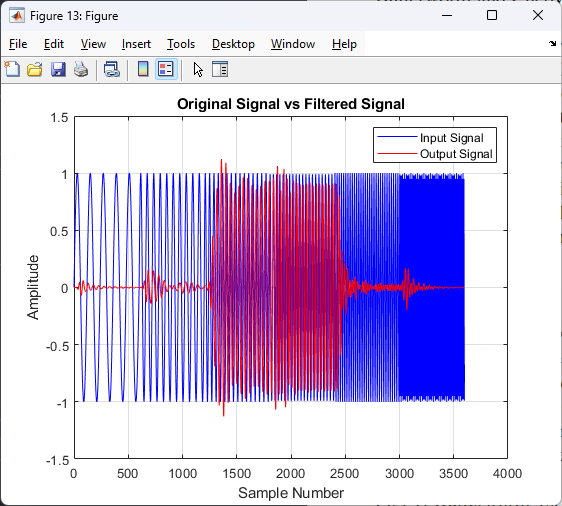 Figure 13: Figure
File Edit View Insert Tools Desktop Window Help
Original Signal vs Filtered Signal
1.5
1
0.5
0
-0.5
-1
-1.5
Amplitude
Input Signal
Output Signal
0 500 1000 1500 2000 2500 3000 3500 4000
Sample Number